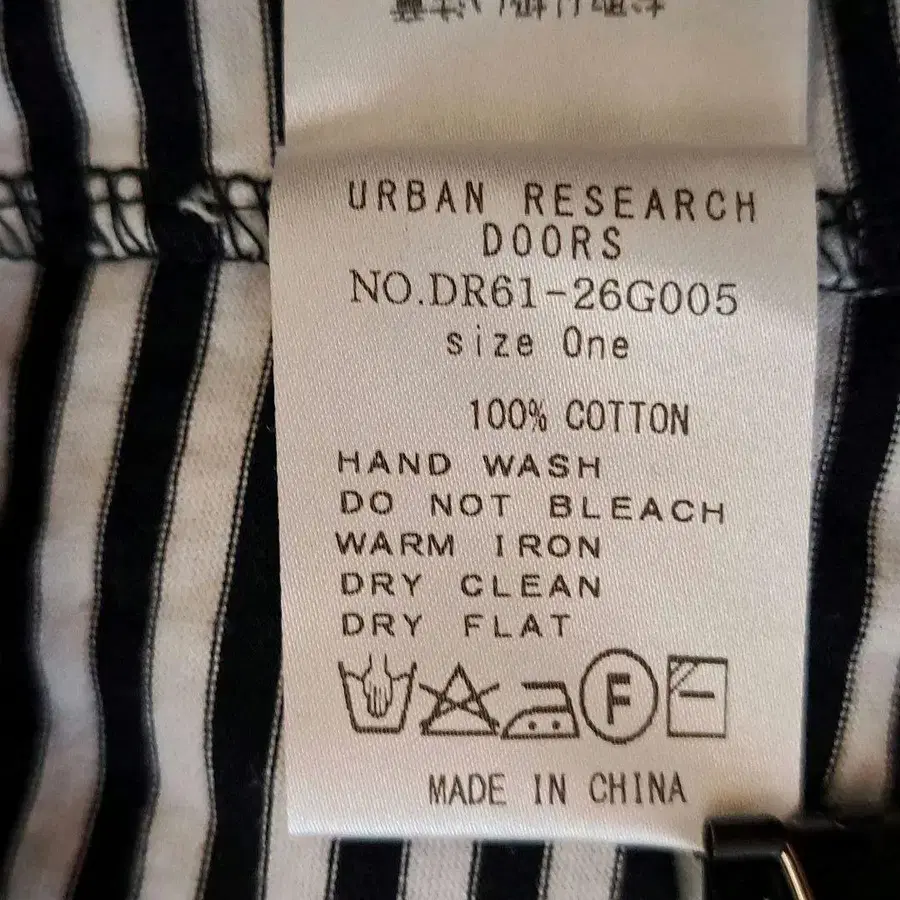 URBAN RESEARCH
DOORS
NO.DR61-26G005
size One
100% COTTON
HAND WASH
DO NOT BLEACH
WARM IRON
DRY CLEAN
DRY FLAT
F
MADE IN CHINA